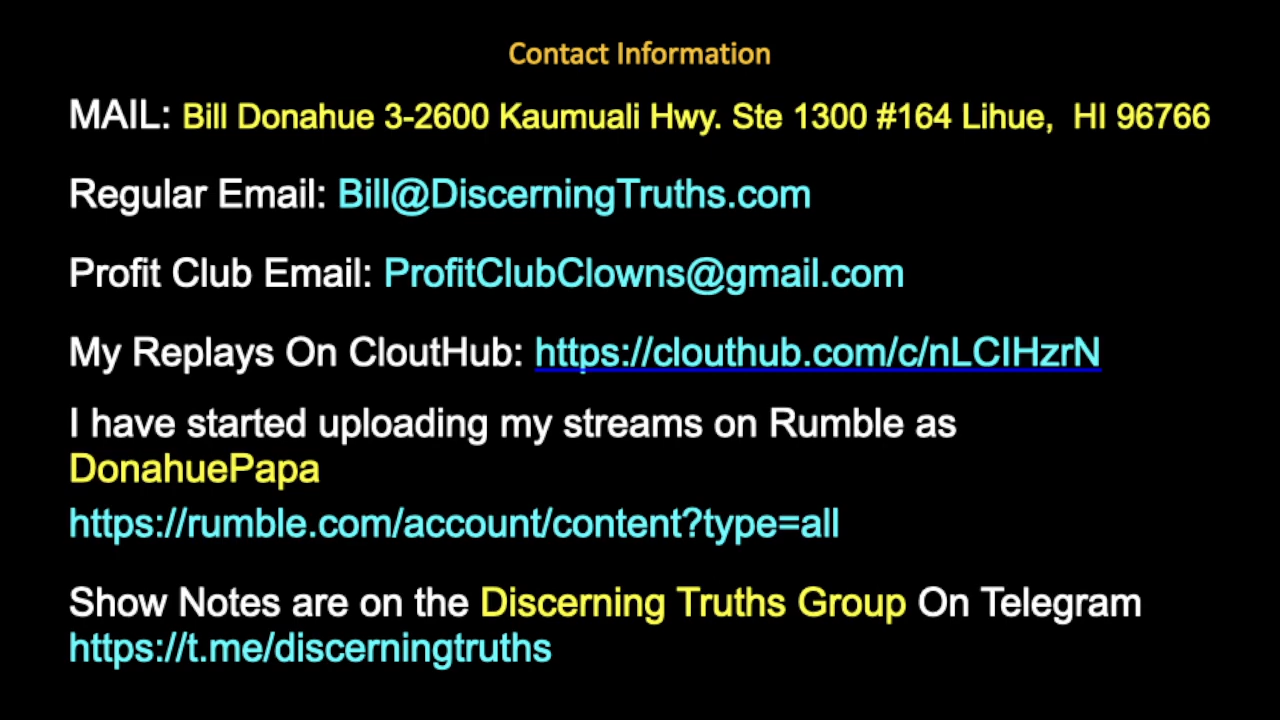 Contact Information
MAIL: Bill Donahue 3-2600 Kaumuali Hwy. Ste 1300 #164 Lihue, HI 96766
Regular Email: Bill@DiscerningTruths.com
Profit Club Email: ProfitClubClowns@gmail.com
My Replays On CloutHub: https://clouthub.com/c/nLCIHzrN
I have started uploading my streams on Rumble as
DonahuePapa
https://rumble.com/account/content?type=all
Show Notes are on the Discerning Truths Group On Telegram
https://t.me/discerningtruths